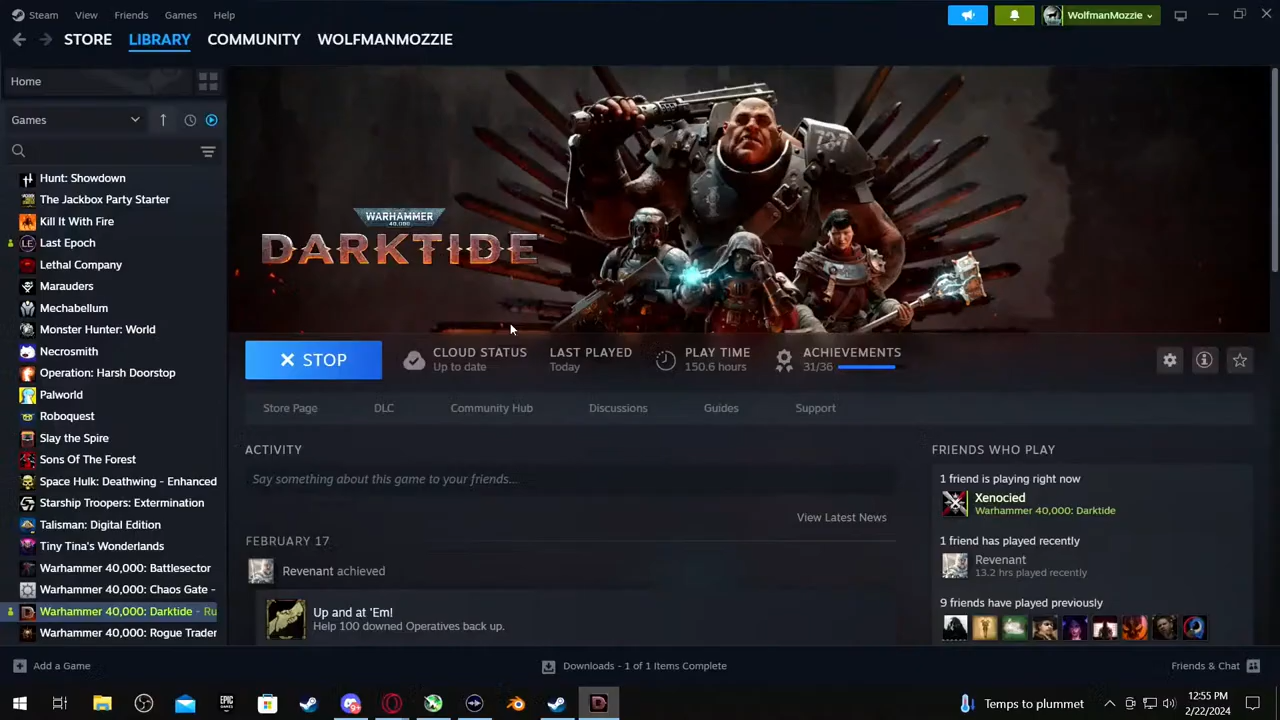 Steam View Friends Games Help
WolfmanMozzie
STORE LIBRARY COMMUNITY WOLFMANMOZZIE
Home
Games
Hunt: Showdown
The Jackbox Party Starter
Kill It With Fire
Last Epoch
Lethal Company
Marauders
Mechabellum
Monster Hunter: World
Necrosmith
Operation: Harsh Doorstop
Palworld
Roboquest
Slay the Spire
Sons Of The Forest
Space Hulk: Deathwing - Enhanced
Starship Troopers: Extermination
Talisman: Digital Edition
Tiny Tina's Wonderlands
Warhammer 40,000: Battlesector
Warhammer 40,000: Chaos Gate -
Warhammer 40,000: Darktide - Ru
Warhammer 40,000: Rogue Trader
WARHAMMER
40,000
DARKTIDE
737
STOP
CLOUD STATUS
Up to date
LAST PLAYED
Today
PLAY TIME
150.6 hours
ACHIEVEMENTS
31/36
Store Page DLC Community Hub Discussions Guides Support
ACTIVITY
Say something about this game to your friends...
View Latest News
FEBRUARY 17
Revenant achieved
Up and at 'Em!
Help 100 downed Operatives back up.
FRIENDS WHO PLAY
1 friend is playing right now
Xenocied
Warhammer 40,000: Darktide
1 friend has played recently
Revenant
13.2 hrs played recently
9 friends have played previously
Add a Game
Downloads - 1 of 1 Items Complete
Friends & Chat
EPIC
GAMES
9+
Temps to plummet
12:55 PM
2/22/2024